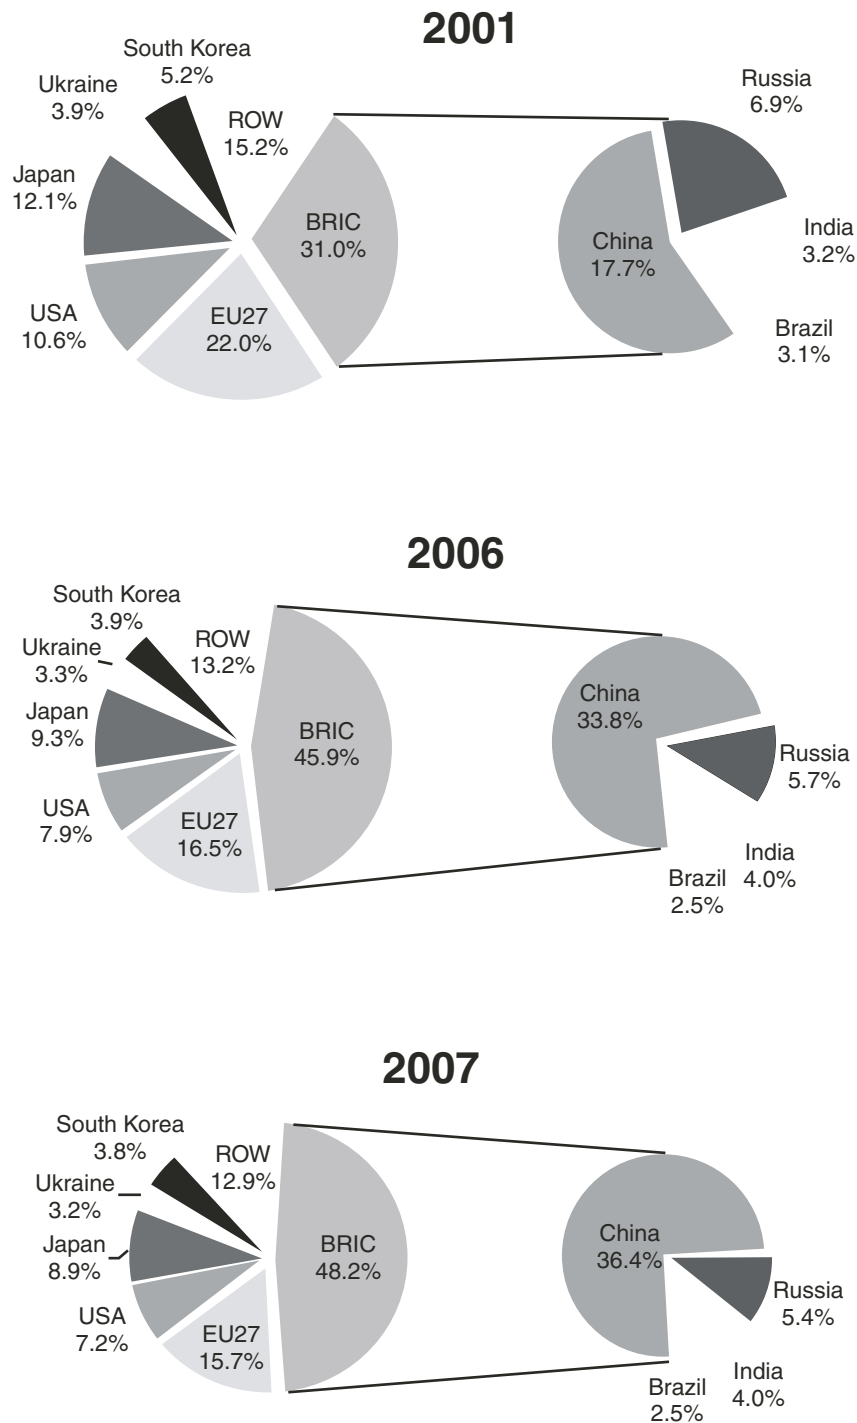 2001
South Korea
5.2%
Ukraine
3.9%
ROW
15.2%
Japan
12.1%
BRIC
31.0%
USA
10.6%
EU27
22.0%
Russia
6.9%
China
17.7%
India
3.2%
Brazil
3.1%
2006
South Korea
3.9%
Ukraine
3.3%
ROW
13.2%
Japan
9.3%
BRIC
45.9%
USA
7.9%
EU27
16.5%
China
33.8%
Russia
5.7%
India
4.0%
Brazil
2.5%
2007
South Korea
3.8%
Ukraine
3.2%
ROW
12.9%
Japan
8.9%
BRIC
48.2%
USA
7.2%
EU27
15.7%
China
36.4%
Russia
5.4%
India
4.0%
Brazil
2.5%